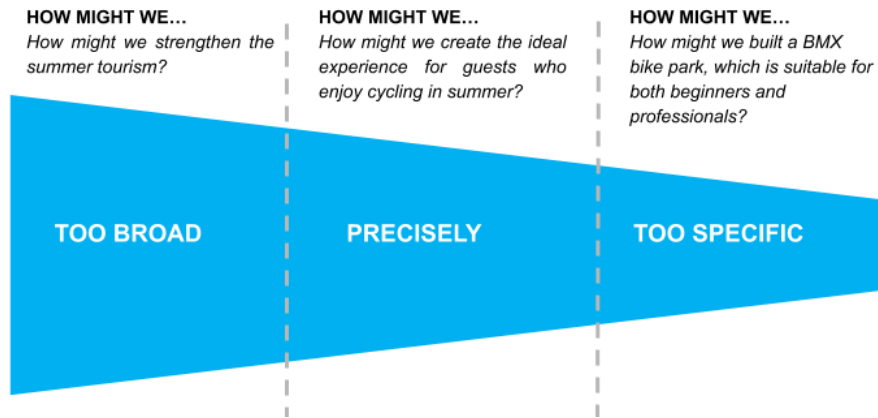 HOW MIGHT WE…
How might we strengthen the
summer tourism?
HOW MIGHT WE…
How might we create the ideal
experience for guests who
enjoy cycling in summer?
HOW MIGHT WE…
How might we built a BMX
bike park, which is suitable for
both beginners and
professionals?
TOO BROAD
PRECISELY
TOO SPECIFIC